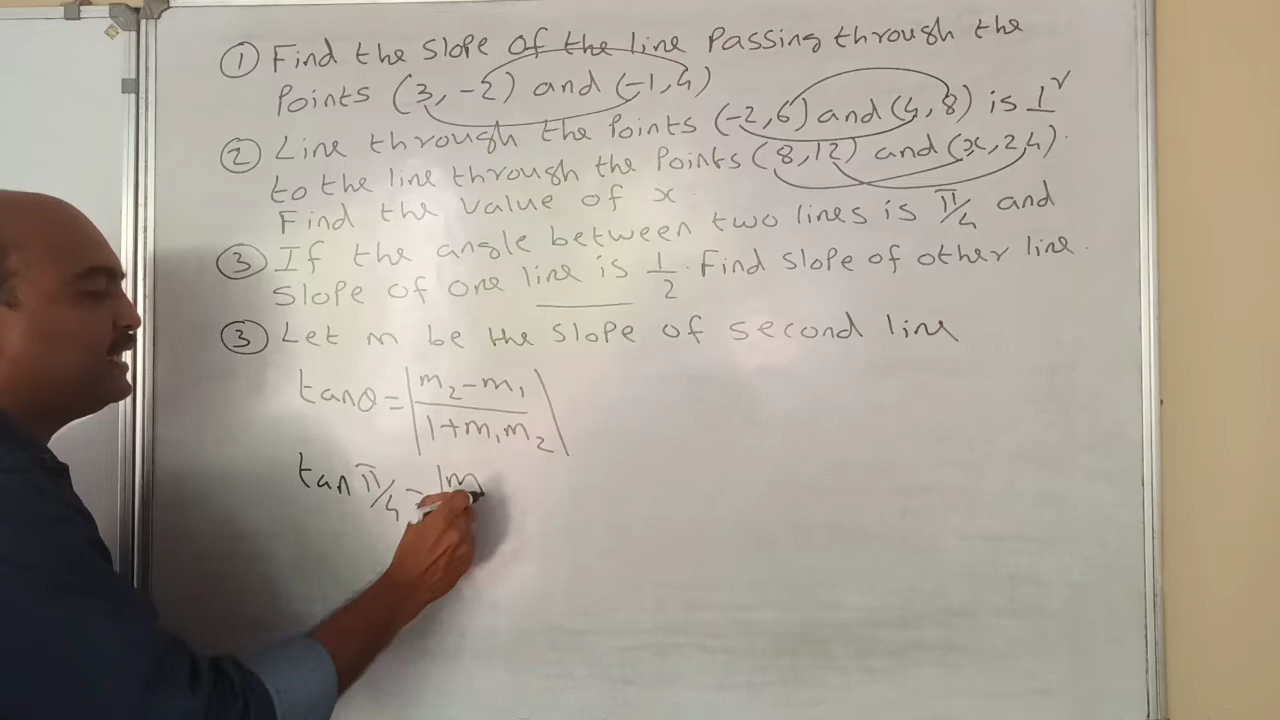 ① Find the slope of the line passing through the
Points (3, -2) and (-1, 4)
② Line through the Points (-2, 6) and (4, 8) is ⊥
to the line through the Points (8, 12) and (x, 24).
Find the value of x.
③ If the angle between two lines is π/4 and
slope of one line is 1/2. Find slope of other line.
③ Let m be the slope of second line
tanθ = |m₂ - m₁ / 1 + m₁m₂|
tan π/4 = |m